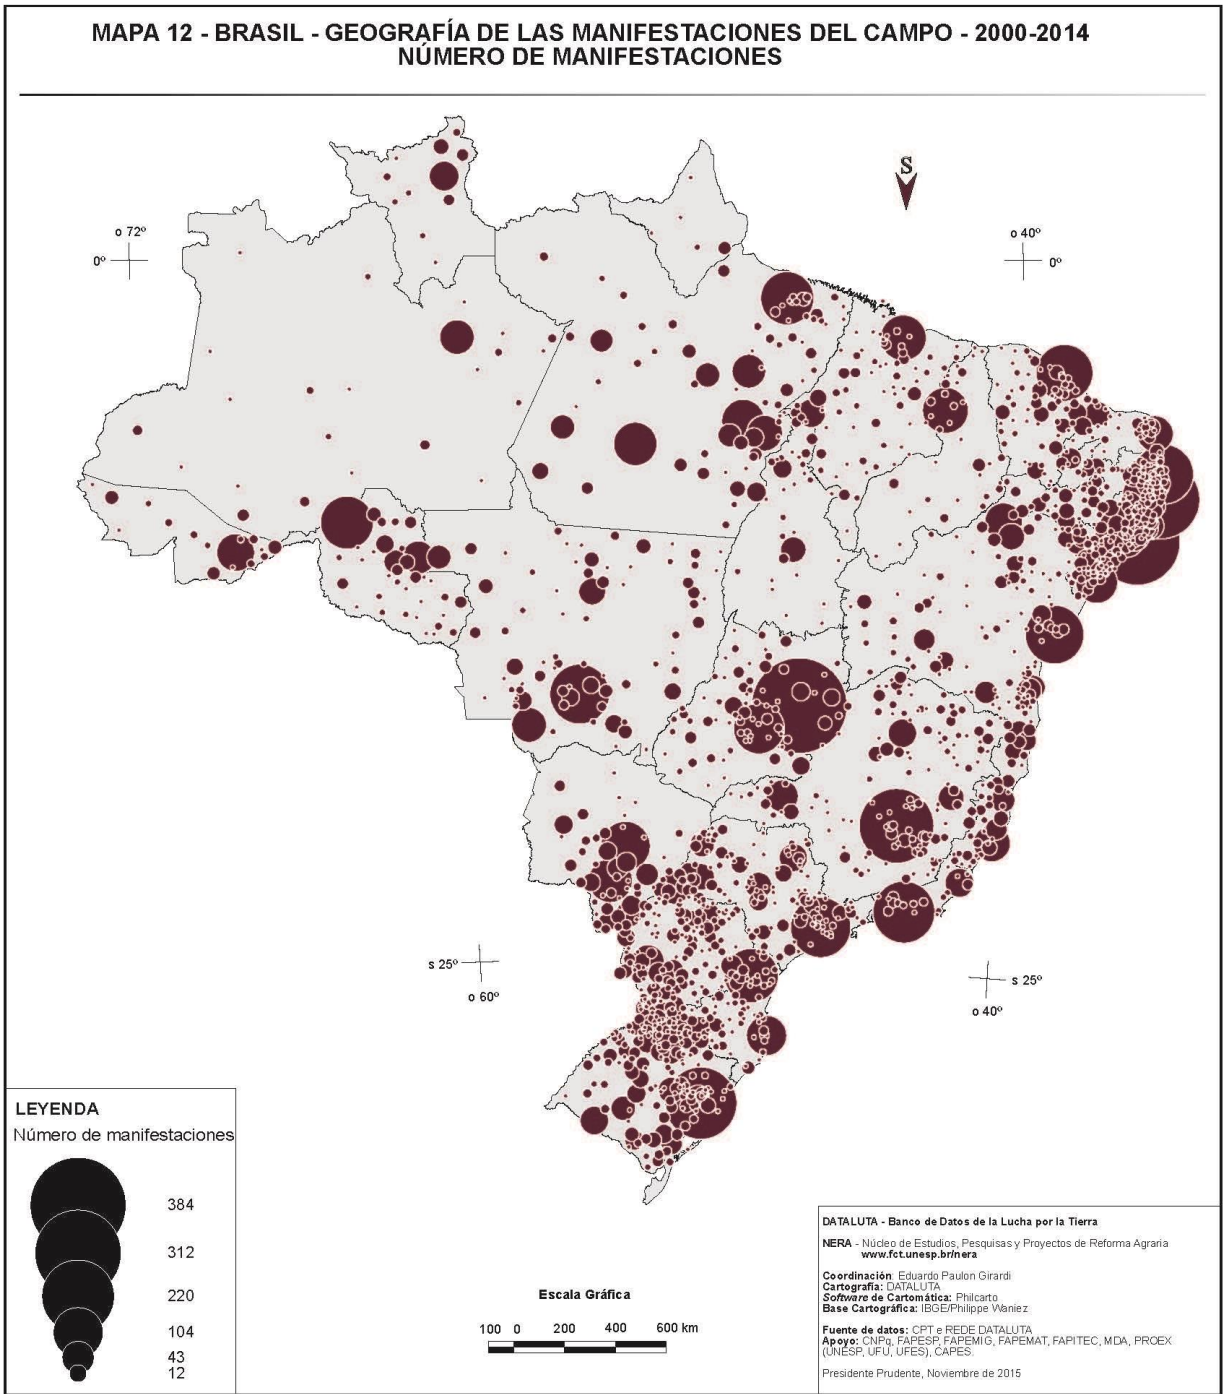 MAPA 12 - BRASIL - GEOGRAFÍA DE LAS MANIFESTACIONES DEL CAMPO - 2000-2014
NÚMERO DE MANIFESTACIONES
S
o 72º
0º
o 40º
0º
s 25º
o 60º
s 25º
o 40º
LEYENDA
Número de manifestaciones
384
312
220
104
43
12
Escala Gráfica
100 0 200 400 600 km
DATALUTA - Banco de Datos de la Lucha por la Tierra
NERA - Núcleo de Estudios, Pesquisas y Proyectos de Reforma Agraria
www.fct.unesp.br/nera
Coordinación: Eduardo Paulon Girardi
Cartografía: DATALUTA
Software de Cartomática: Philcarto
Base Cartográfica: IBGE/Philippe Waniez
Fuente de datos: CPT e REDE DATALUTA
Apoyo: CNPq, FAPESP, FAPEMIG, FAPEMAT, FAPITEC, MDA, PROEX
(UNESP, UFU, UFES), CAPES.
Presidente Prudente, Noviembre de 2015